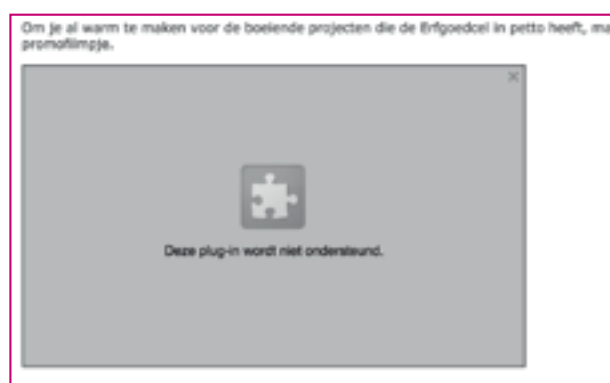 Om je al warm te maken voor de boeiende projecten die de Erfgoedcel in petto heeft,
promofilmpje.
Deze plug-in wordt niet ondersteund.